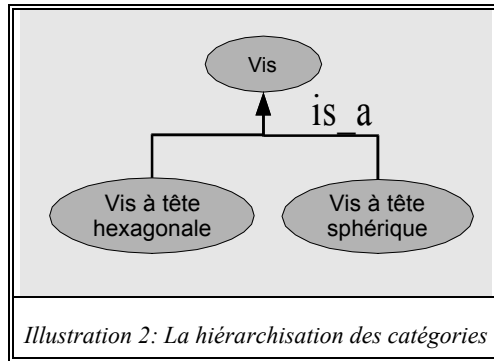 Vis
is_a
Vis à tête
hexagonale
Vis à tête
sphérique
Illustration 2: La hiérarchisation des catégories